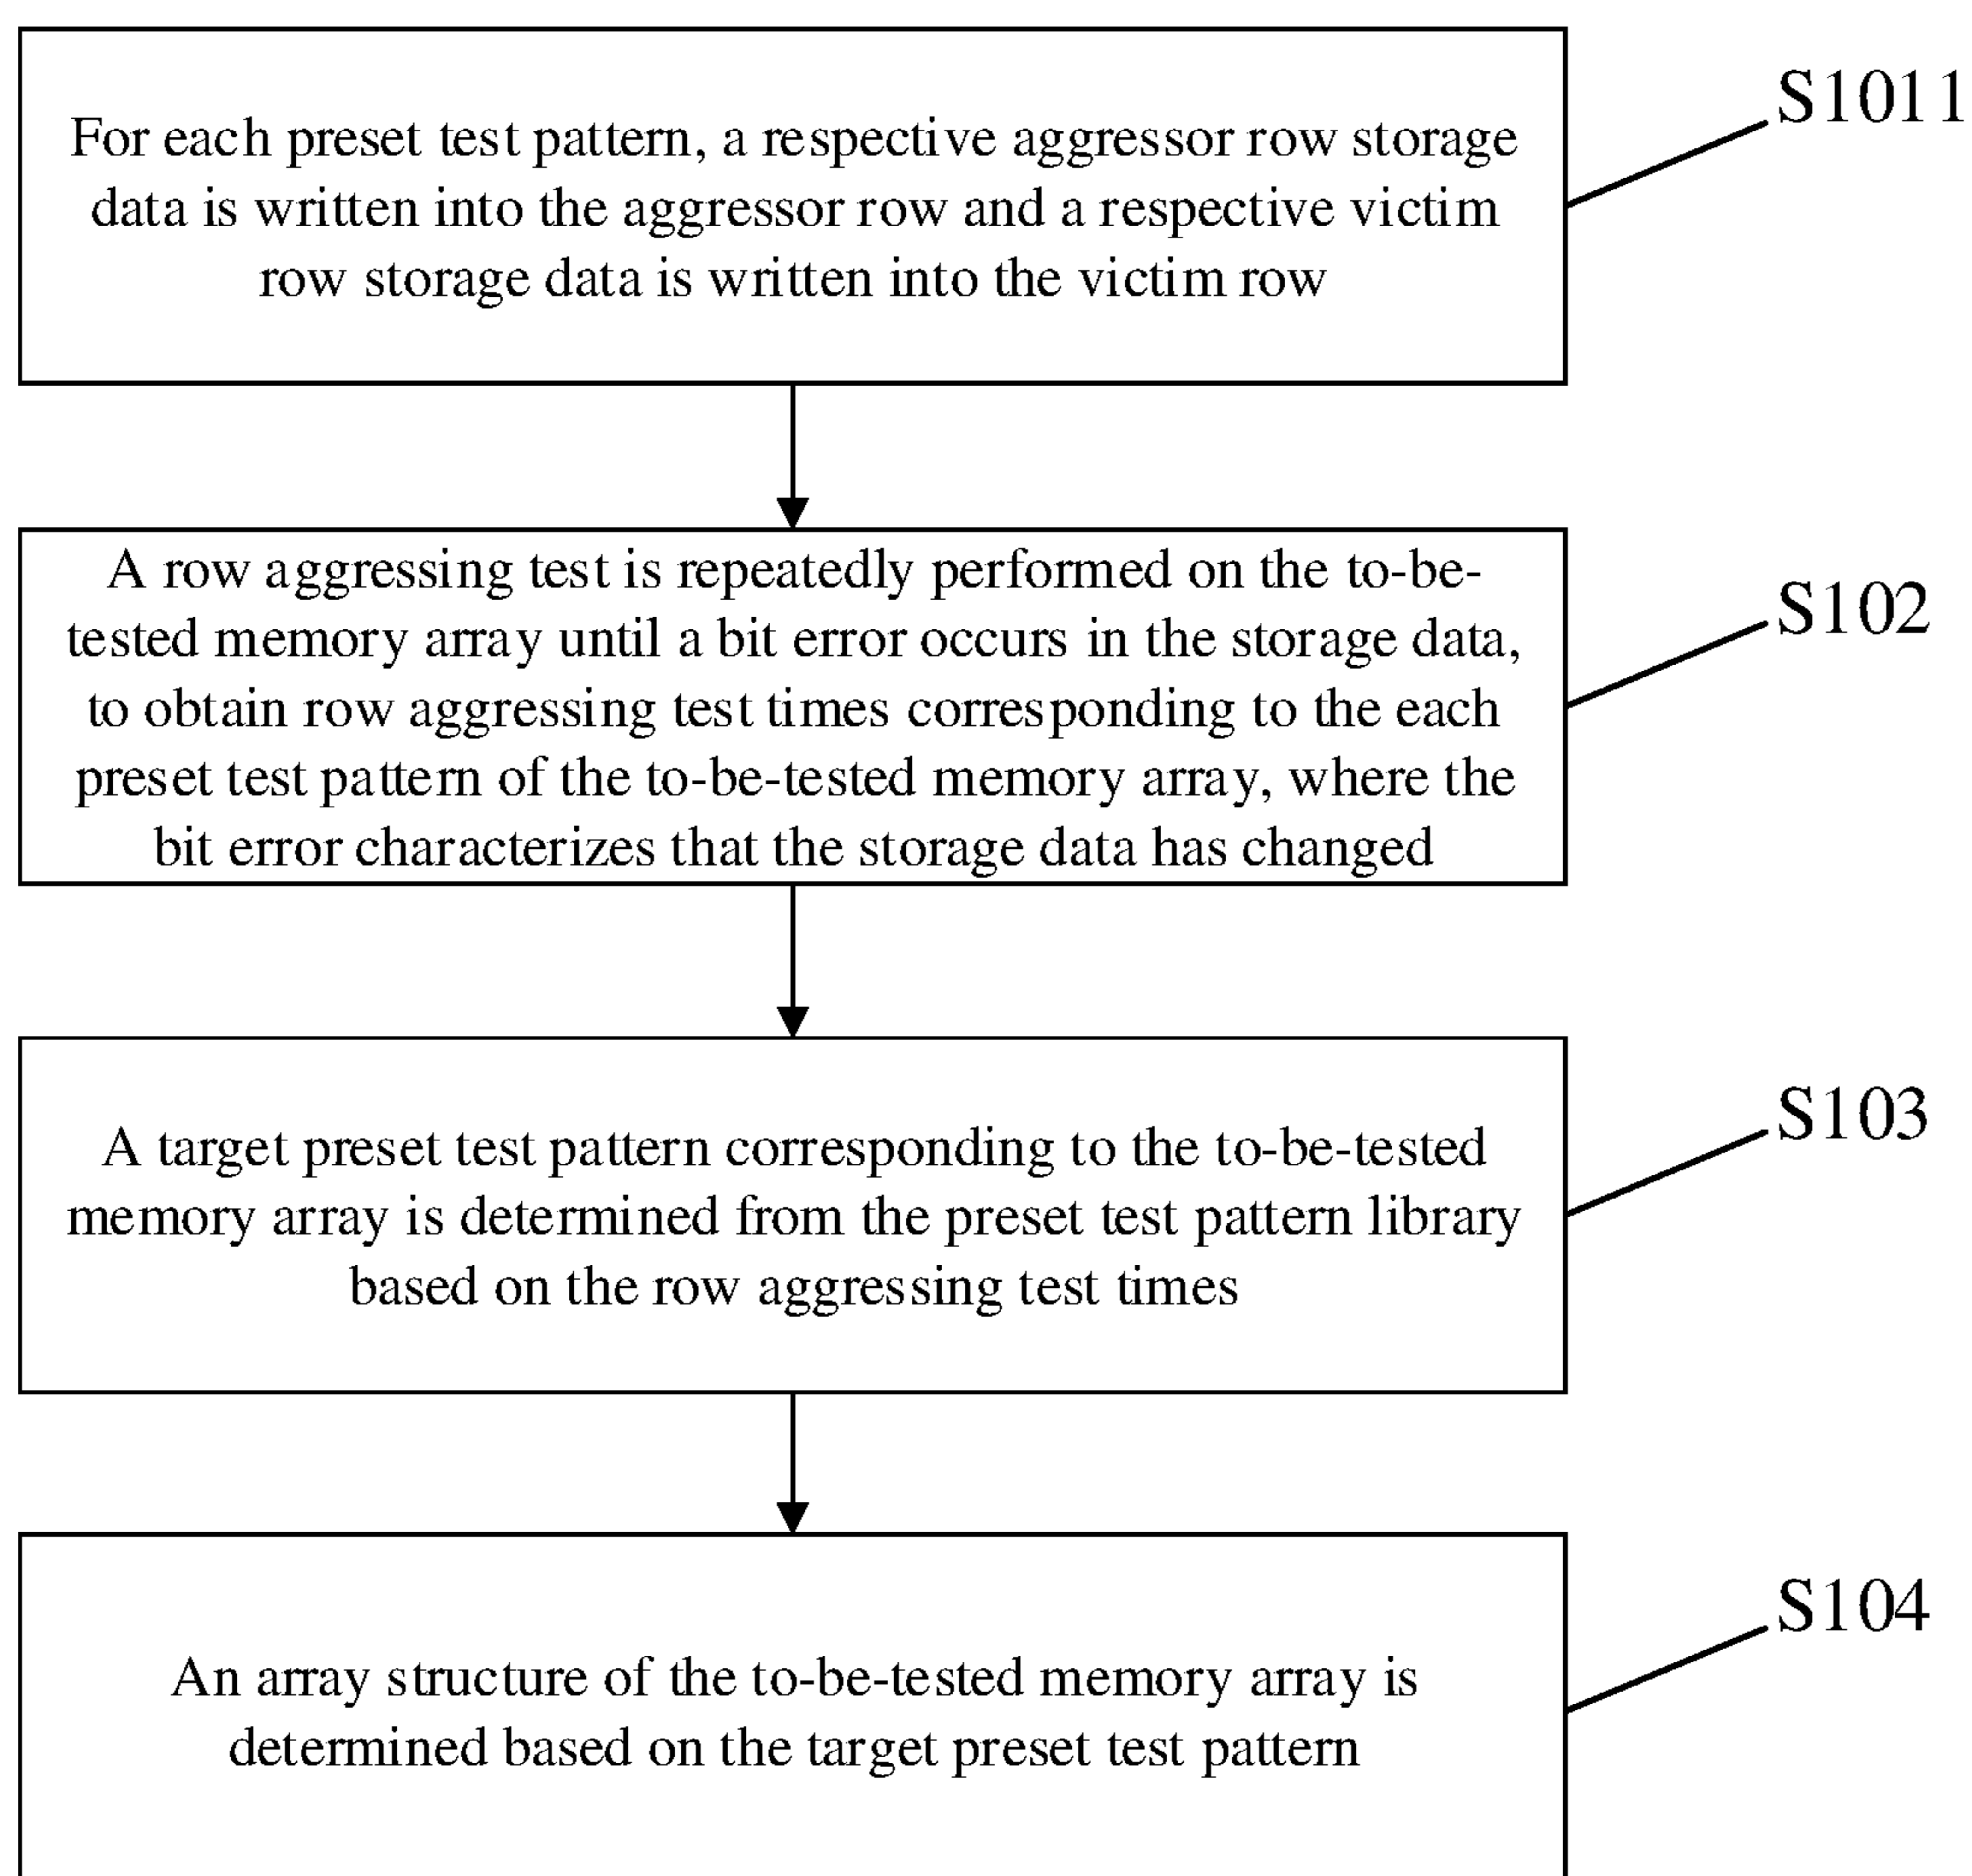 For each preset test pattern, a respective aggressor row storage
data is written into the aggressor row and a respective victim
row storage data is written into the victim row
S1011
A row aggressing test is repeatedly performed on the to-be-
tested memory array until a bit error occurs in the storage data,
to obtain row aggressing test times corresponding to the each
preset test pattern of the to-be-tested memory array, where the
bit error characterizes that the storage data has changed
S102
A target preset test pattern corresponding to the to-be-tested
memory array is determined from the preset test pattern library
based on the row aggressing test times
S103
An array structure of the to-be-tested memory array is
determined based on the target preset test pattern
S104